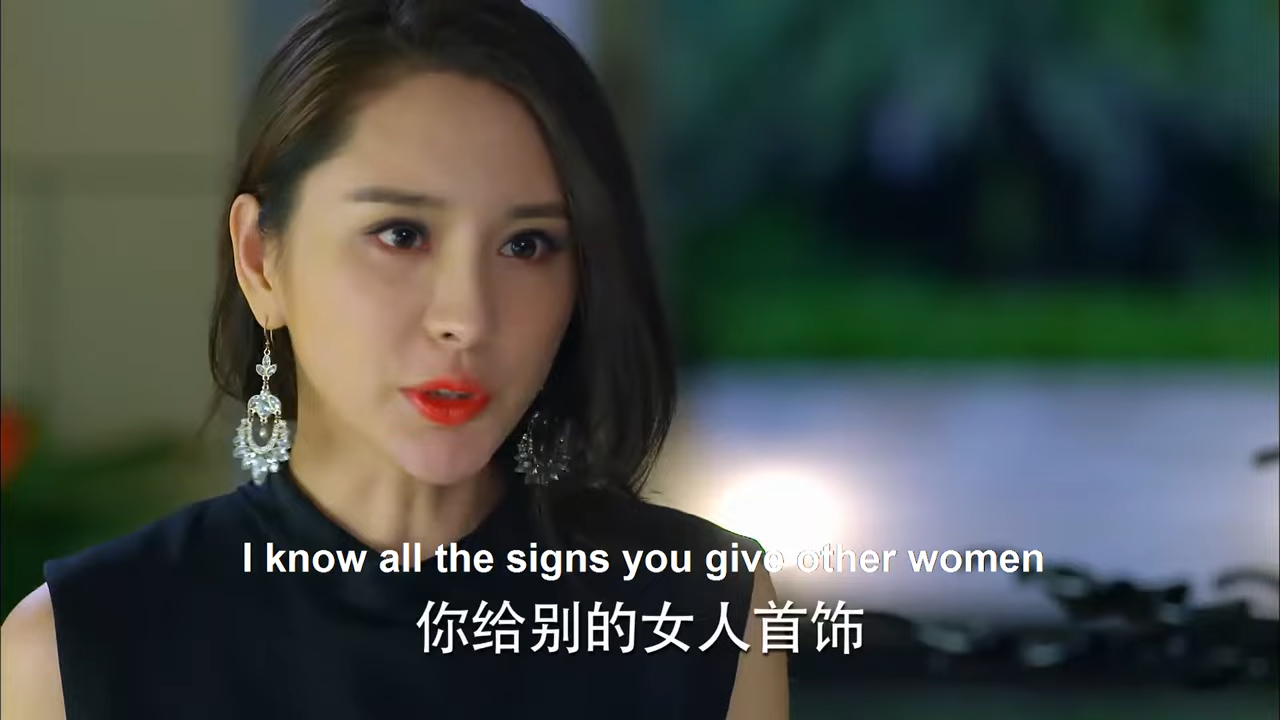 I know all the signs you give other women
你给别的女人首饰